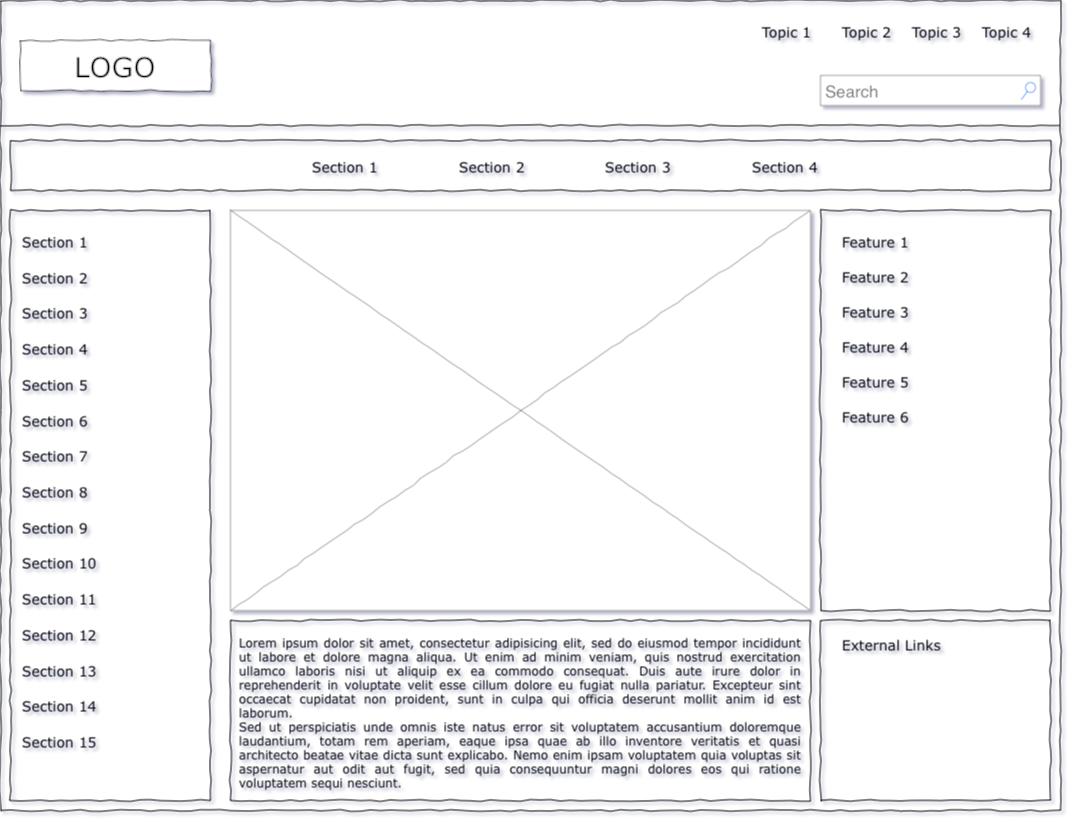 Topic 1 Topic 2 Topic 3 Topic 4
LOGO
Search
Section 1 Section 2 Section 3 Section 4
Section 1
Section 2
Section 3
Section 4
Section 5
Section 6
Section 7
Section 8
Section 9
Section 10
Section 11
Section 12
Section 13
Section 14
Section 15
Feature 1
Feature 2
Feature 3
Feature 4
Feature 5
Feature 6
Lorem ipsum dolor sit amet, consectetur adipisicing elit, sed do eiusmod tempor incididunt
ut labore et dolore magna aliqua. Ut enim ad minim veniam, quis nostrud exercitation
ullamco laboris nisi ut aliquip ex ea commodo consequat. Duis aute irure dolor in
reprehenderit in voluptate velit esse cillum dolore eu fugiat nulla pariatur. Excepteur sint
occaecat cupidatat non proident, sunt in culpa qui officia deserunt mollit anim id est
laborum.
Sed ut perspiciatis unde omnis iste natus error sit voluptatem accusantium doloremque
laudantium, totam rem aperiam, eaque ipsa quae ab illo inventore veritatis et quasi
architecto beatae vitae dicta sunt explicabo. Nemo enim ipsam voluptatem quia voluptas sit
aspernatur aut odit aut fugit, sed quia consequuntur magni dolores eos qui ratione
voluptatem sequi nesciunt.
External Links